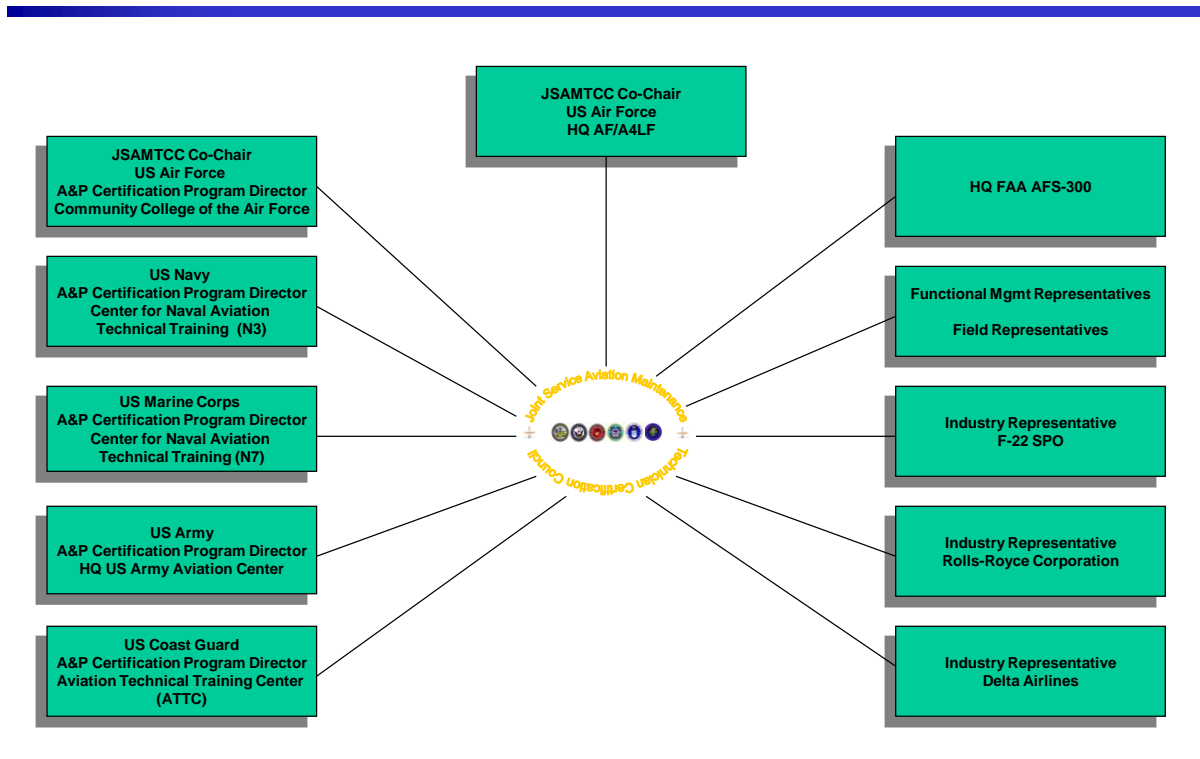 JSAMTCC Co-Chair
US Air Force
HQ AF/A4LF
JSAMTCC Co-Chair
US Air Force
A&P Certification Program Director
Community College of the Air Force
US Navy
A&P Certification Program Director
Center for Naval Aviation
Technical Training (N3)
US Marine Corps
A&P Certification Program Director
Center for Naval Aviation
Technical Training (N7)
US Army
A&P Certification Program Director
HQ US Army Aviation Center
US Coast Guard
A&P Certification Program Director
Aviation Technical Training Center
(ATTC)
Joint Service Aviation Maintenance
Technician Certification Council
HQ FAA AFS-300
Functional Mgmt Representatives
Field Representatives
Industry Representative
F-22 SPO
Industry Representative
Rolls-Royce Corporation
Industry Representative
Delta Airlines